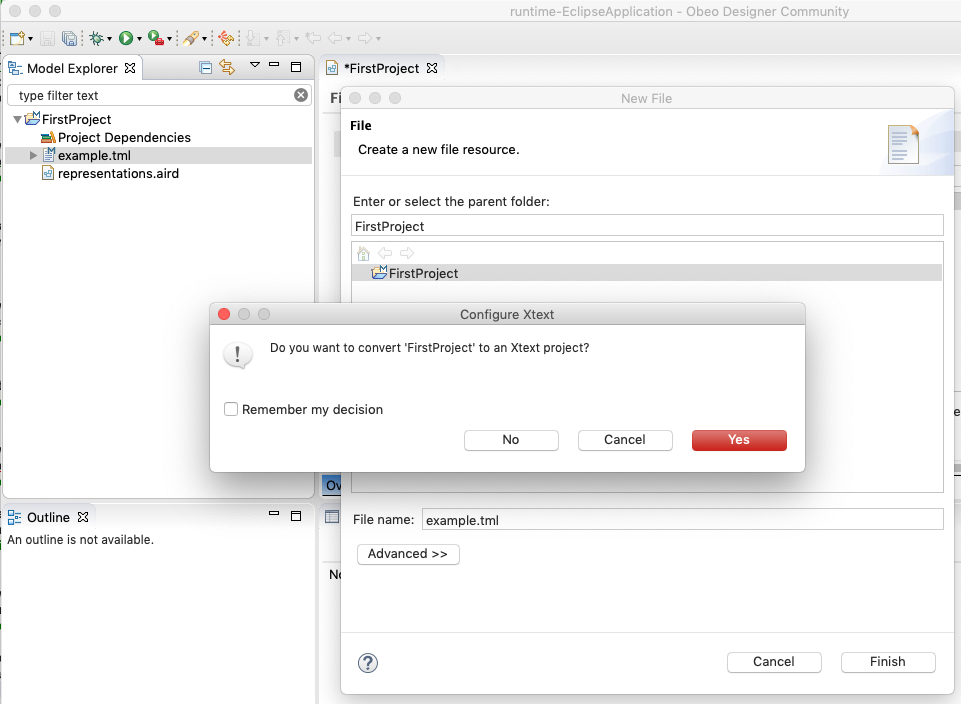 runtime-EclipseApplication - Obeo Designer Community
Model Explorer
*FirstProject
type filter text
Fi
New File
FirstProject
File
Project Dependencies
Create a new file resource.
example.tml
representations.aird
Enter or select the parent folder:
FirstProject
FirstProject
Configure Xtext
Do you want to convert 'FirstProject' to an Xtext project?
Remember my decision
No
Cancel
Yes
Ov
Outline
File name:
example.tml
An outline is not available.
Advanced >>
No
?
Cancel
Finish